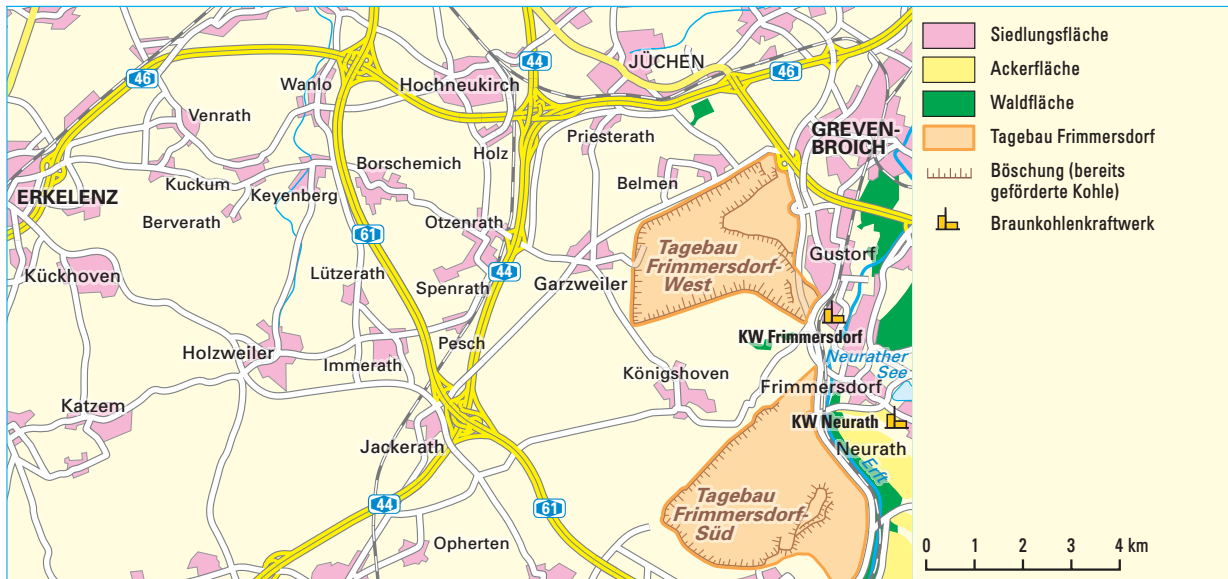 44
46
JÜCHEN
46
Wanlo
Hochneukirch
Venrath
Priesterath
GREVEN-
BROICH
Borschemich
Holz
Kuckum
Belmen
ERKELENZ
Keyenberg
Berverath
Otzenrath
61
Tagebau
Frimmersdorf-
West
Gustorf
Kückhoven
Lützerath
44
Spenrath
Garzweiler
KW Frimmersdorf
Pesch
Holzweiler
Immerath
Neurather
See
Königshoven
Frimmersdorf
Katzem
KW Neurath
Jackerath
Neurath
Erft
44
61
Tagebau
Frimmersdorf-
Süd
Opherten
Siedlungsfläche
Ackerfläche
Waldfläche
Tagebau Frimmersdorf
Böschung (bereits
geförderte Kohle)
Braunkohlenkraftwerk
0 1 2 3 4 km